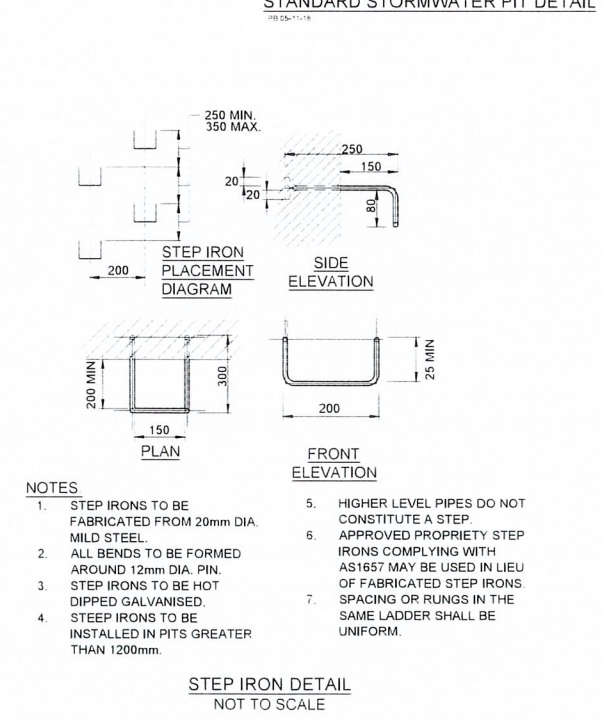 STANDARD STORMWATER PIT DETAIL
PB 05-11-18
250 MIN.
350 MAX.
250
150
20
20
80
STEP IRON
PLACEMENT
DIAGRAM
200
SIDE
ELEVATION
200 MIN
300
150
PLAN
25 MIN
200
FRONT
ELEVATION
NOTES
1. STEP IRONS TO BE
FABRICATED FROM 20mm DIA.
MILD STEEL.
2. ALL BENDS TO BE FORMED
AROUND 12mm DIA. PIN.
3. STEP IRONS TO BE HOT
DIPPED GALVANISED.
4. STEEP IRONS TO BE
INSTALLED IN PITS GREATER
THAN 1200mm.
5. HIGHER LEVEL PIPES DO NOT
CONSTITUTE A STEP.
6. APPROVED PROPRIETY STEP
IRONS COMPLYING WITH
AS1657 MAY BE USED IN LIEU
OF FABRICATED STEP IRONS.
7. SPACING OR RUNGS IN THE
SAME LADDER SHALL BE
UNIFORM.
STEP IRON DETAIL
NOT TO SCALE